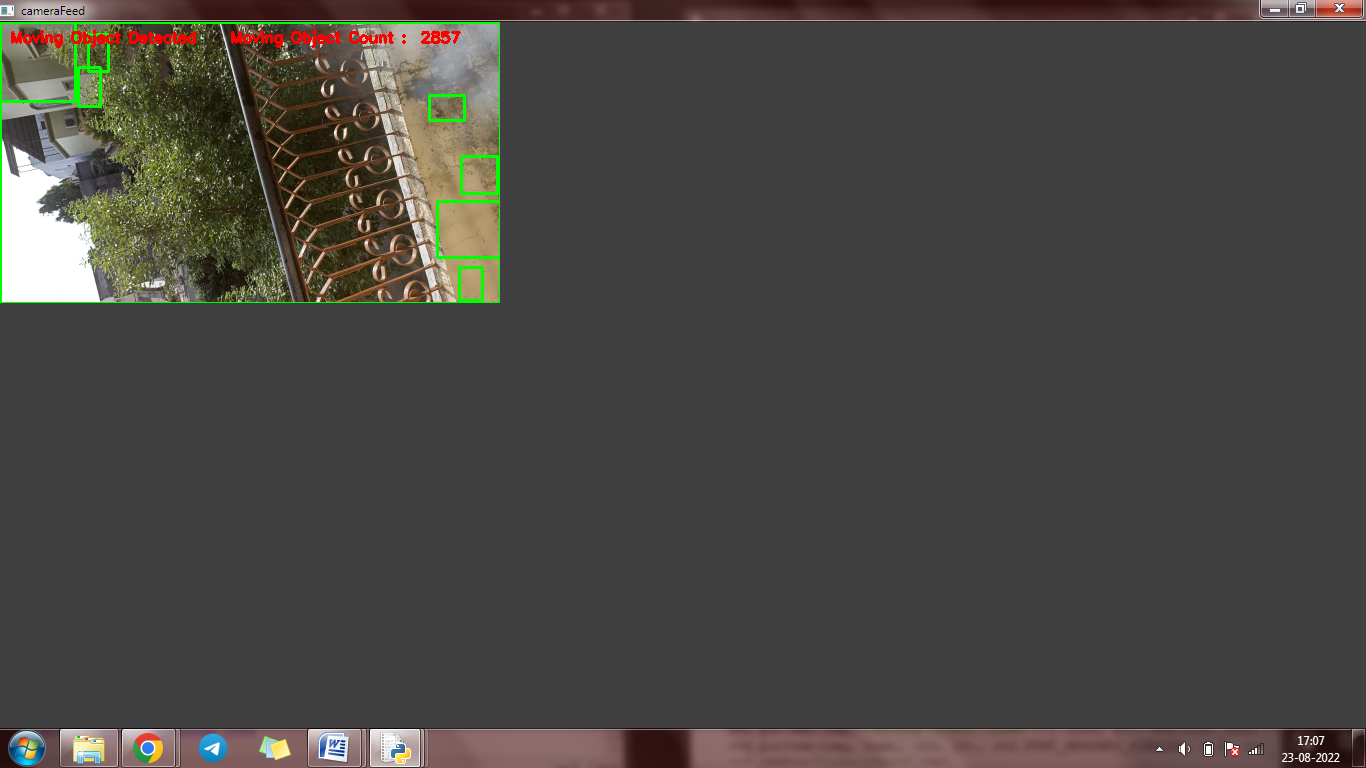 cameraFeed
Moving Object Detected Moving Object Count : 2857
17:07
23-08-2022